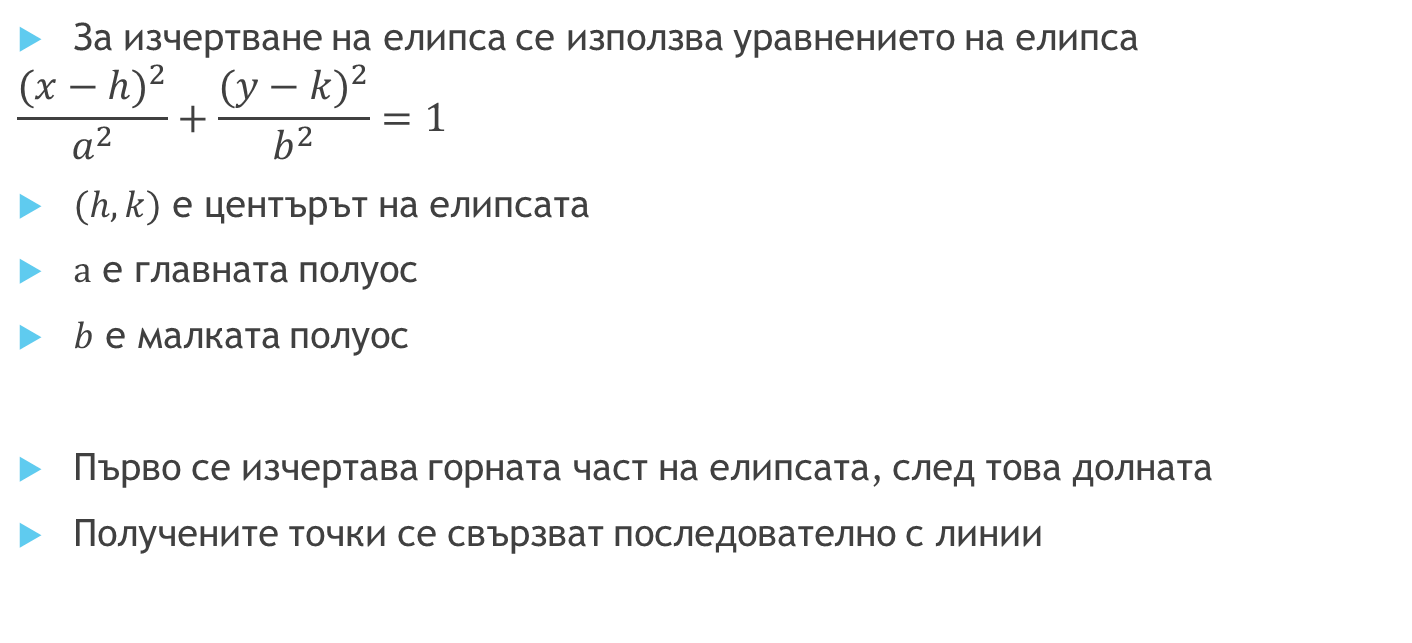 За изчертване на елипса се използва уравнението на елипса
(x − h)²/a² + (y − k)²/b² = 1
(h, k) е центърът на елипсата
a е главната полуос
b е малката полуос
Първо се изчертава горната част на елипсата, след това долната
Получените точки се свързват последователно с линии